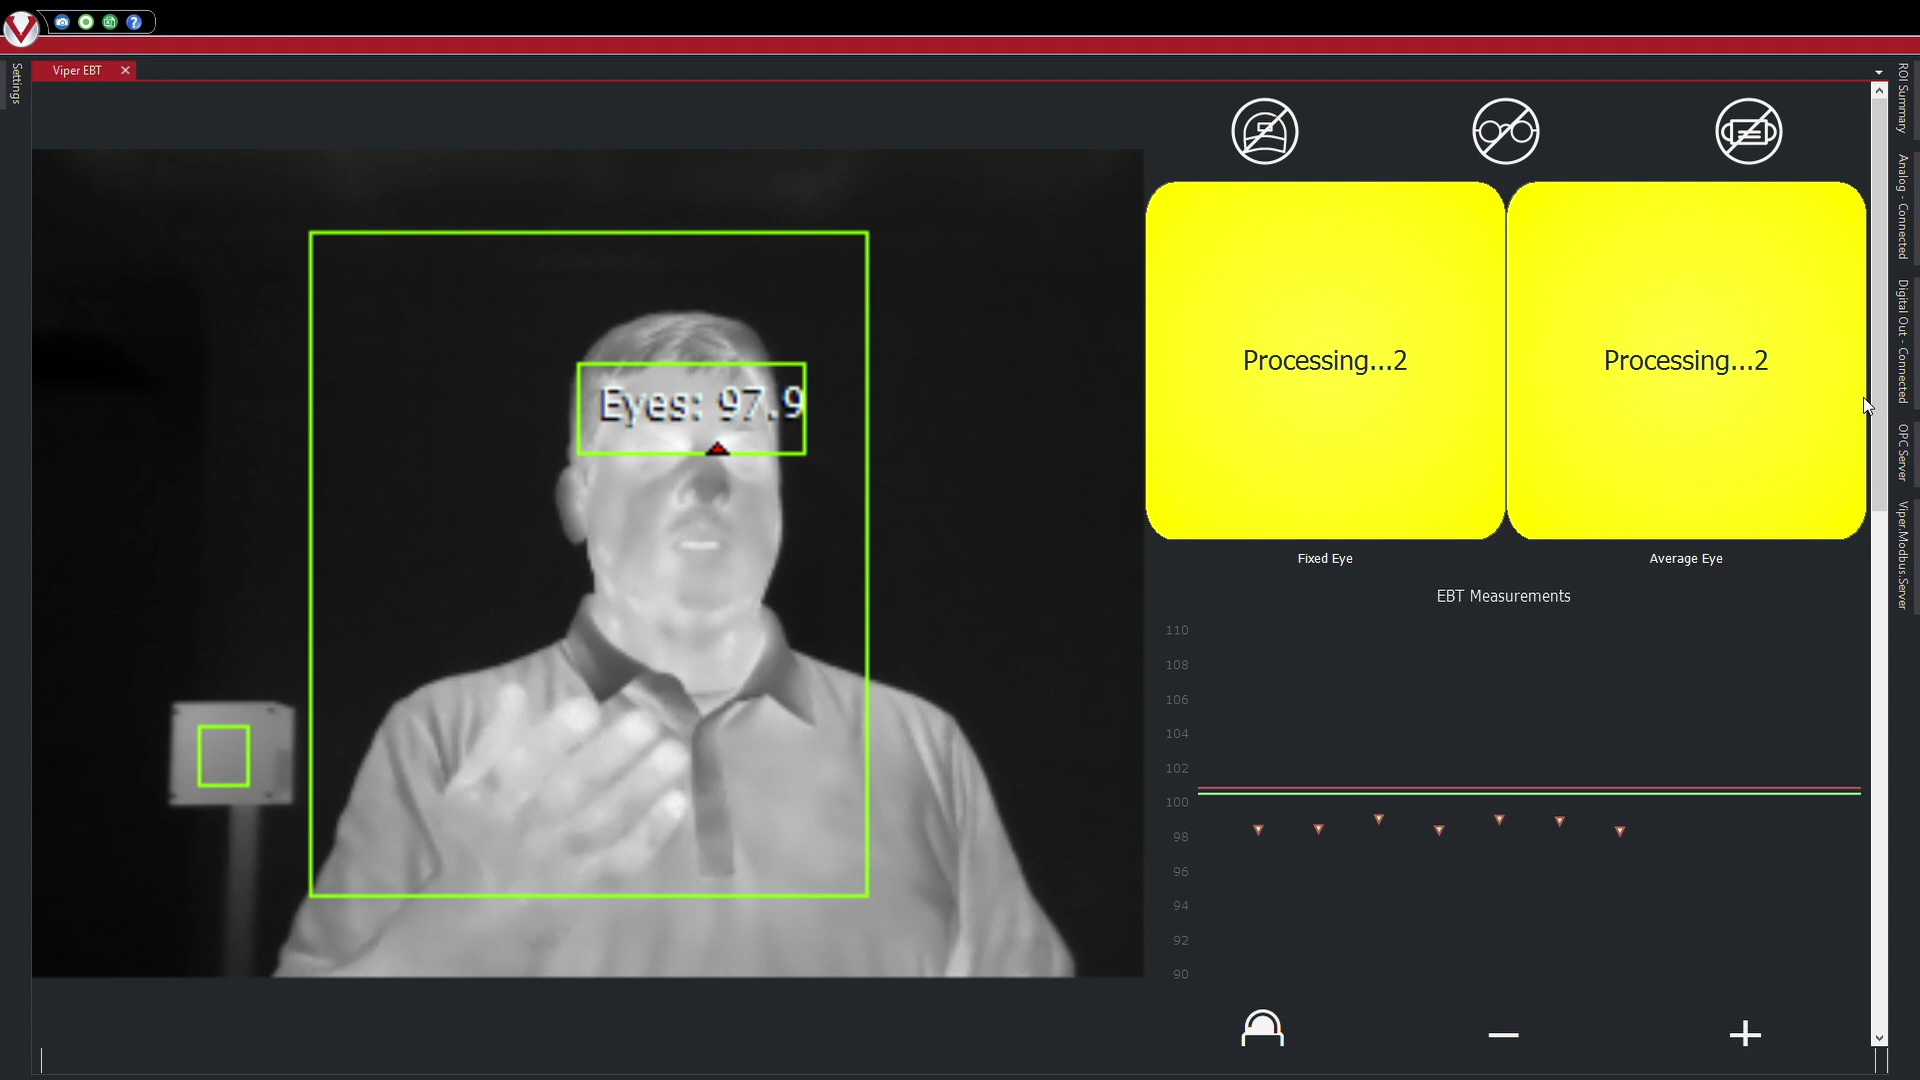 V
?
Settings
Viper EBT
ROI Summary
Analog - Connected
Digital Out - Connected
OPC Server
Viper.Modbus.Server
Eyes: 97.9
Processing...2
Processing...2
Fixed Eye
Average Eye
EBT Measurements
110
108
106
104
102
100
98
96
94
92
90